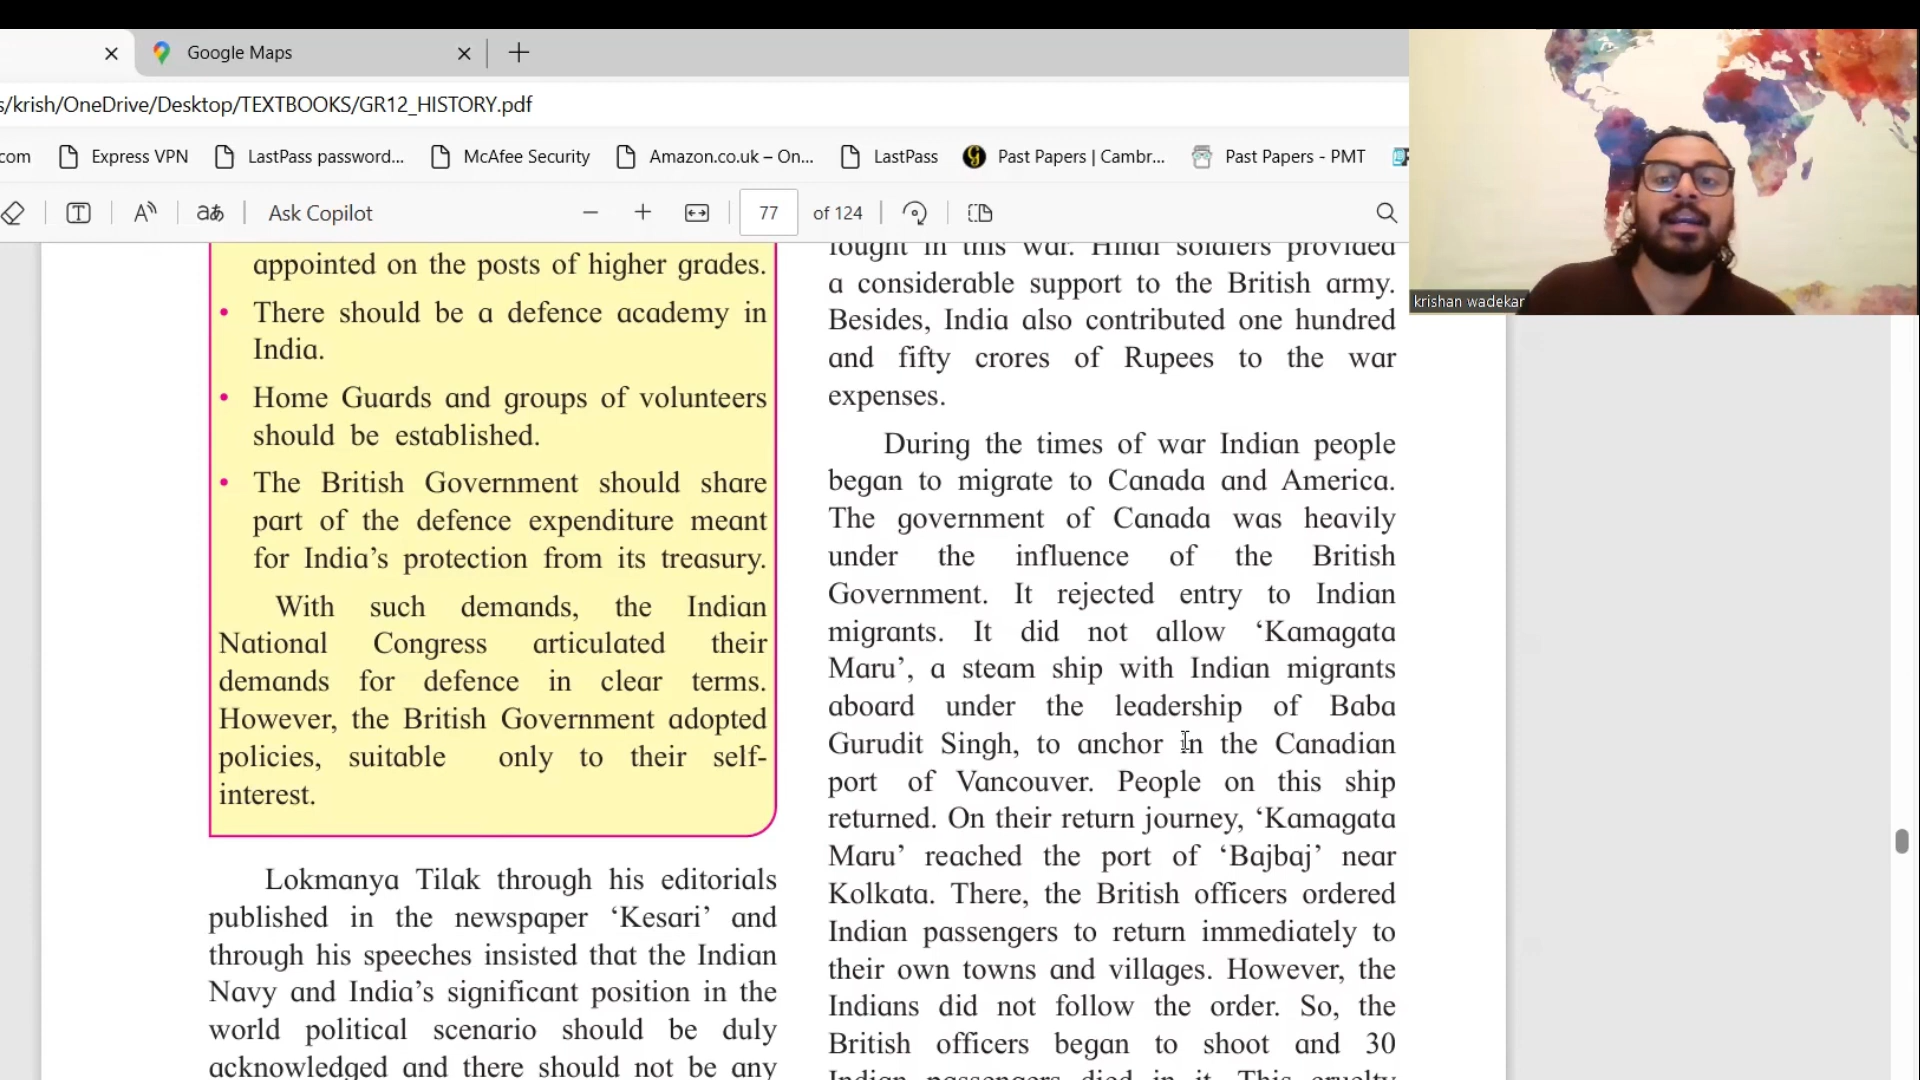 Google Maps
s/krish/OneDrive/Desktop/TEXTBOOKS/GR12_HISTORY.pdf
com
Express VPN
LastPass password...
McAfee Security
Amazon.co.uk – On...
LastPass
Past Papers | Cambr...
Past Papers - PMT
Ask Copilot
77
of 124
appointed on the posts of higher grades.
• There should be a defence academy in
India.
• Home Guards and groups of volunteers
should be established.
• The British Government should share
part of the defence expenditure meant
for India's protection from its treasury.
With such demands, the Indian
National Congress articulated their
demands for defence in clear terms.
However, the British Government adopted
policies, suitable only to their self-
interest.
Lokmanya Tilak through his editorials
published in the newspaper ‘Kesari’ and
through his speeches insisted that the Indian
Navy and India’s significant position in the
world political scenario should be duly
acknowledged and there should not be any
fought in this war. Hindi soldiers provided
a considerable support to the British army.
Besides, India also contributed one hundred
and fifty crores of Rupees to the war
expenses.
During the times of war Indian people
began to migrate to Canada and America.
The government of Canada was heavily
under the influence of the British
Government. It rejected entry to Indian
migrants. It did not allow ‘Kamagata
Maru’, a steam ship with Indian migrants
aboard under the leadership of Baba
Gurudit Singh, to anchor in the Canadian
port of Vancouver. People on this ship
returned. On their return journey, ‘Kamagata
Maru’ reached the port of ‘Bajbaj’ near
Kolkata. There, the British officers ordered
Indian passengers to return immediately to
their own towns and villages. However, the
Indians did not follow the order. So, the
British officers began to shoot and 30
Indian passengers died in it. This cruelty
krishan wadekar